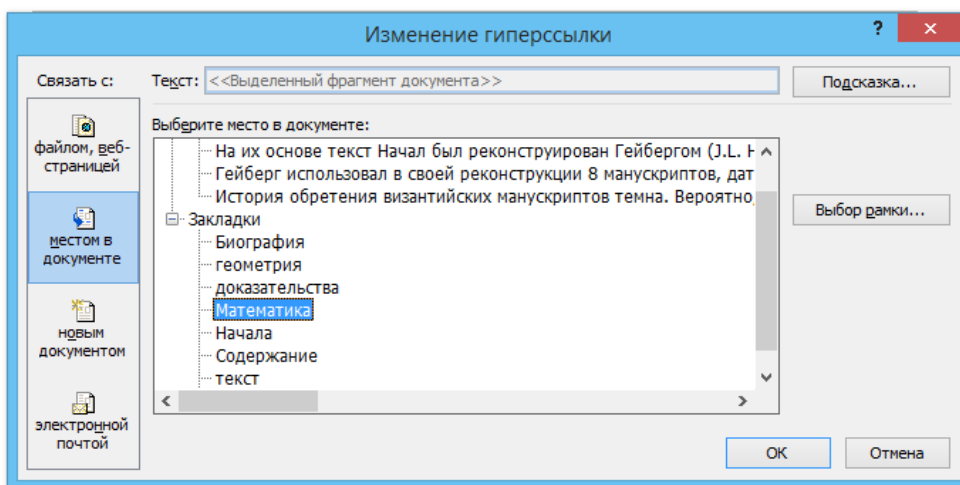 Изменение гиперссылки
?
Связать с:
Текст: <<Выделенный фрагмент документа>>
Подсказка...
файлом, веб-
страницей
местом в
документе
новым
документом
электронной
почтой
Выберите место в документе:
На их основе текст Начал был реконструирован Гейбергом (J.L.
Гейберг использовал в своей реконструкции 8 манускриптов, дат
История обретения византийских манускриптов темна. Вероятно,
Закладки
Биография
геометрия
доказательства
Математика
Начала
Содержание
текст
Выбор рамки...
ОК
Отмена